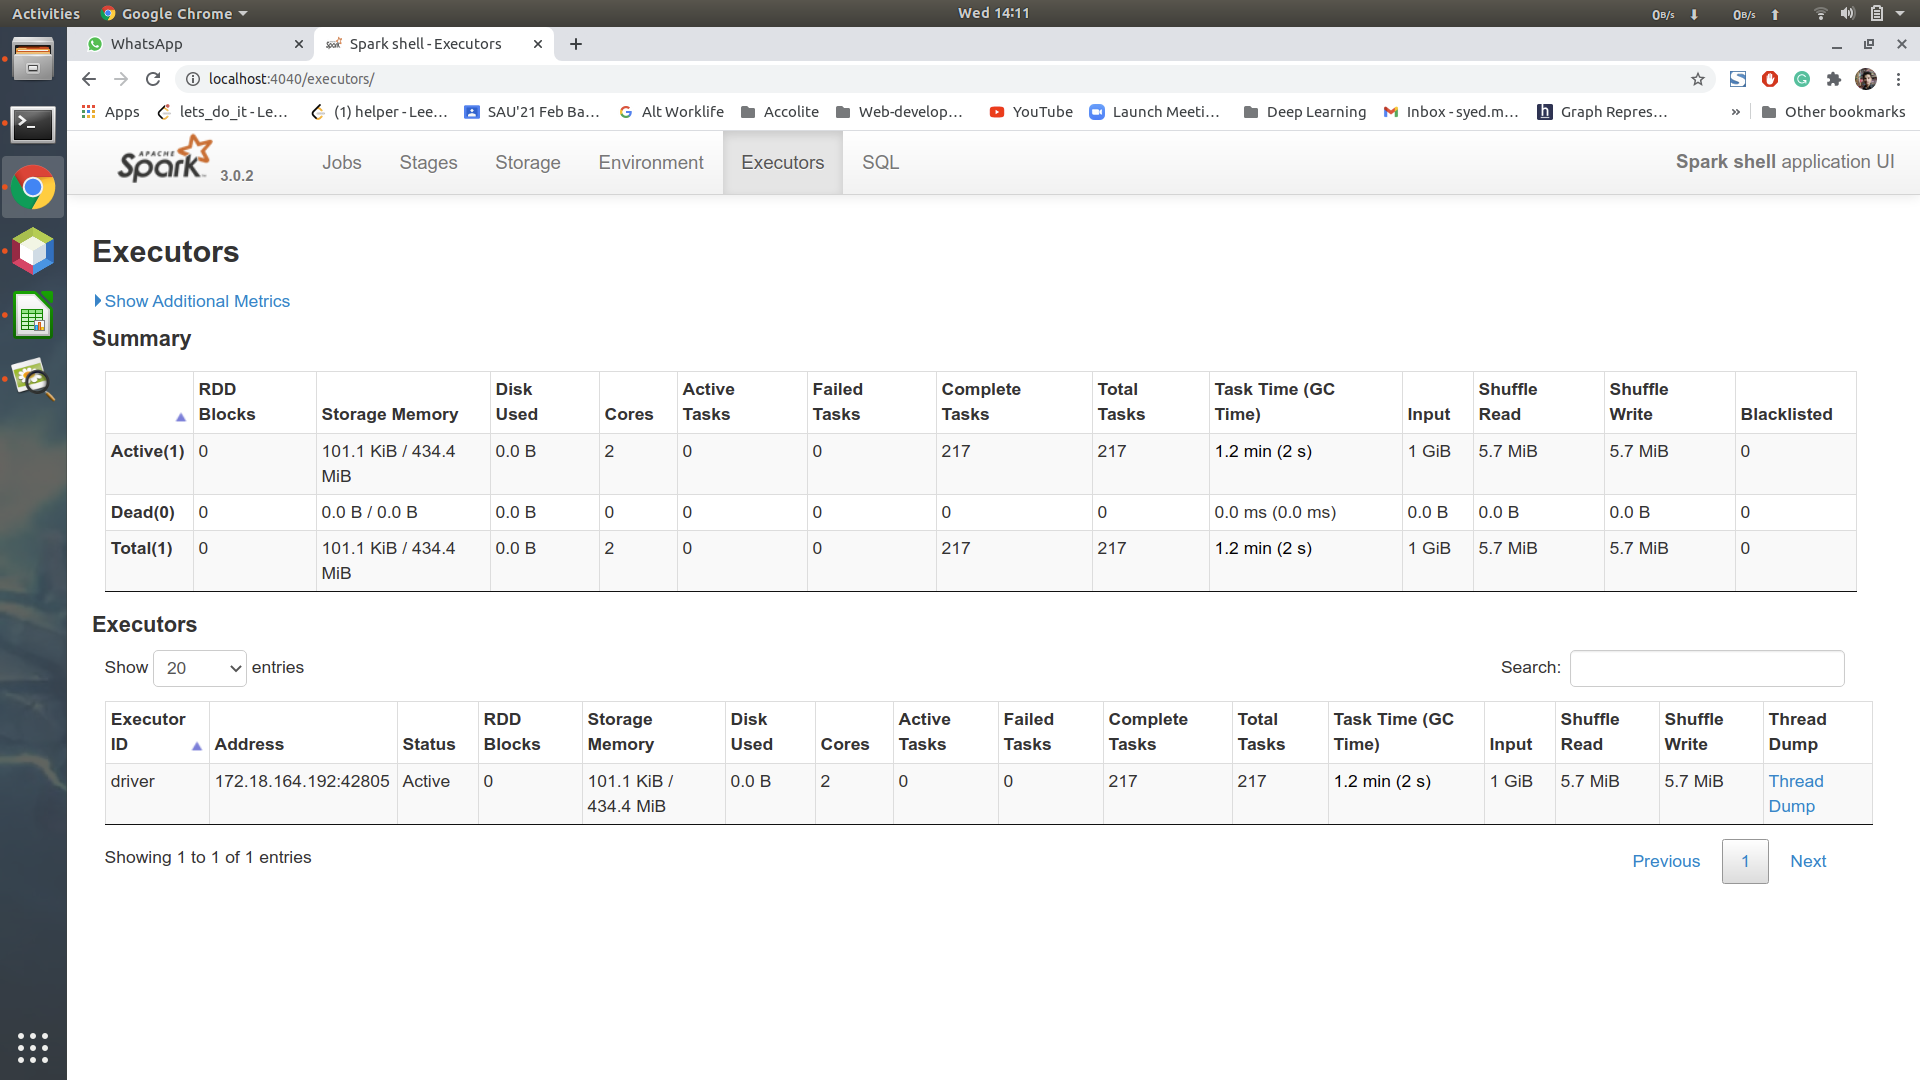 Activities Google Chrome Wed 14:11 0B/s 0B/s
WhatsApp Spark shell - Executors
localhost:4040/executors/
Apps lets_do_it - Le... (1) helper - Lee... SAU'21 Feb Ba... Alt Worklife Accolite Web-develop... YouTube Launch Meeti... Deep Learning Inbox - syed.m... Graph Repres... » Other bookmarks
APACHE Spark 3.0.2 Jobs Stages Storage Environment Executors SQL Spark shell application UI
Executors
Show Additional Metrics
Summary
RDD Blocks Storage Memory Disk Used Cores Active Tasks Failed Tasks Complete Tasks Total Tasks Task Time (GC Time) Input Shuffle Read Shuffle Write Blacklisted
Active(1) 0 101.1 KiB / 434.4 MiB 0.0 B 2 0 0 217 217 1.2 min (2 s) 1 GiB 5.7 MiB 5.7 MiB 0
Dead(0) 0 0.0 B / 0.0 B 0.0 B 0 0 0 0 0 0.0 ms (0.0 ms) 0.0 B 0.0 B 0.0 B 0
Total(1) 0 101.1 KiB / 434.4 MiB 0.0 B 2 0 0 217 217 1.2 min (2 s) 1 GiB 5.7 MiB 5.7 MiB 0
Executors
Show 20 entries Search:
Executor ID Address Status RDD Blocks Storage Memory Disk Used Cores Active Tasks Failed Tasks Complete Tasks Total Tasks Task Time (GC Time) Input Shuffle Read Shuffle Write Thread Dump
driver 172.18.164.192:42805 Active 0 101.1 KiB / 434.4 MiB 0.0 B 2 0 0 217 217 1.2 min (2 s) 1 GiB 5.7 MiB 5.7 MiB Thread Dump
Showing 1 to 1 of 1 entries Previous 1 Next